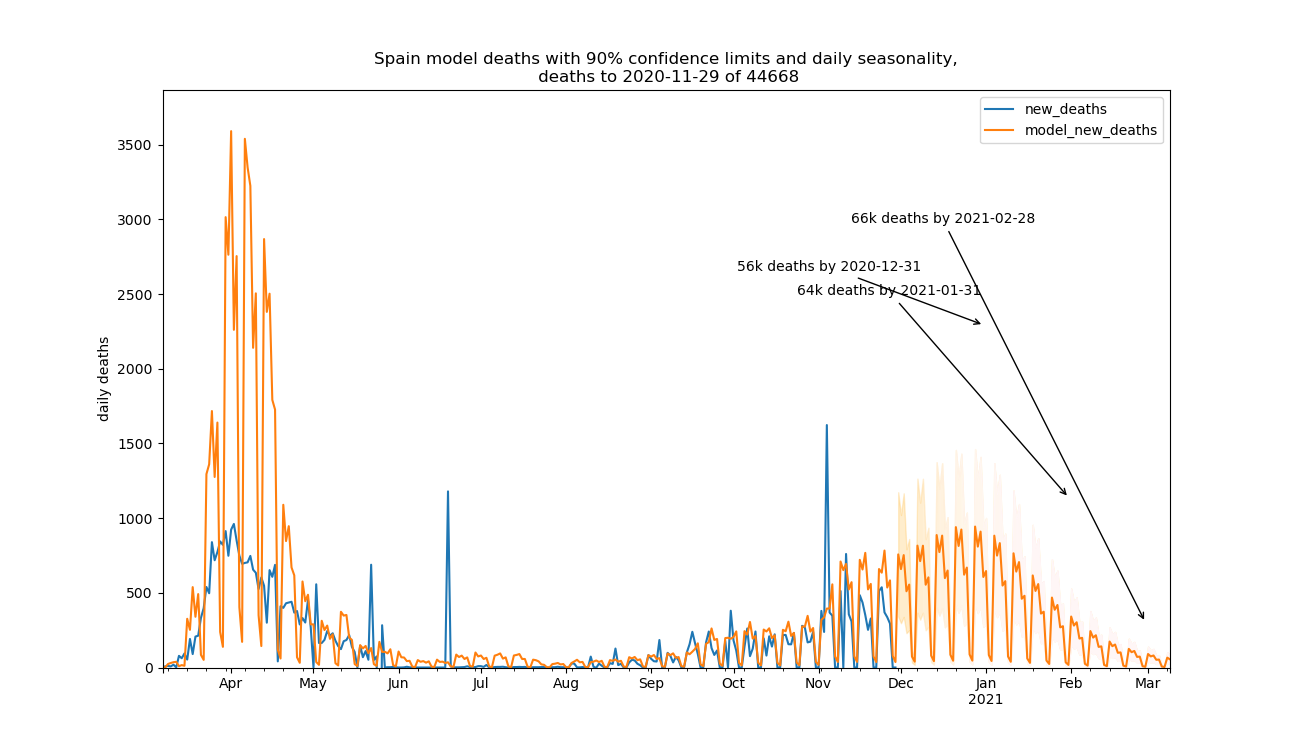 Spain model deaths with 90% confidence limits and daily seasonality,
deaths to 2020-11-29 of 44668
new_deaths
model_new_deaths
3500
3000
2500
2000
1500
1000
500
0
daily deaths
66k deaths by 2021-02-28
56k deaths by 2020-12-31
64k deaths by 2021-01-31
Apr May Jun Jul Aug Sep Oct Nov Dec Jan Feb Mar
2021